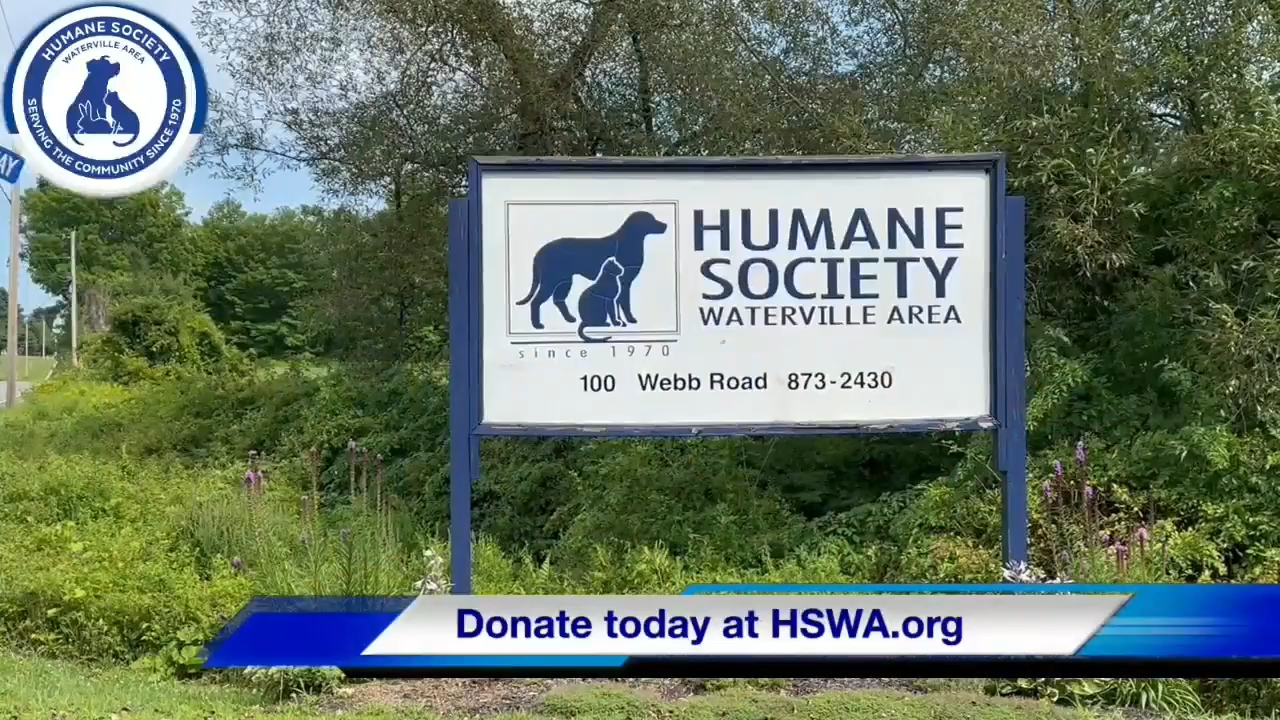 HUMANE SOCIETY
WATERVILLE AREA
SERVING THE COMMUNITY SINCE 1970
AY
HUMANE
SOCIETY
WATERVILLE AREA
since 1970
100 Webb Road 873-2430
Donate today at HSWA.org